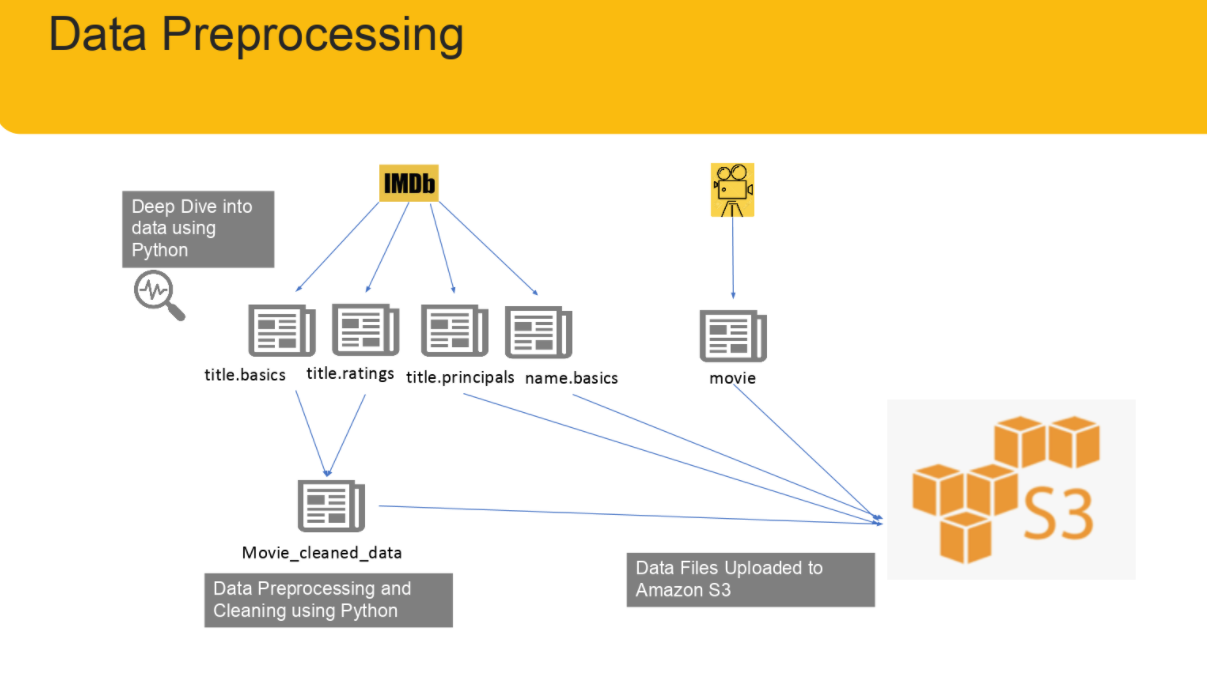 Data Preprocessing
IMDb
Deep Dive into
data using
Python
title.basics
title.ratings
title.principals
name.basics
movie
S3
Movie_cleaned_data
Data Preprocessing and
Cleaning using Python
Data Files Uploaded to
Amazon S3